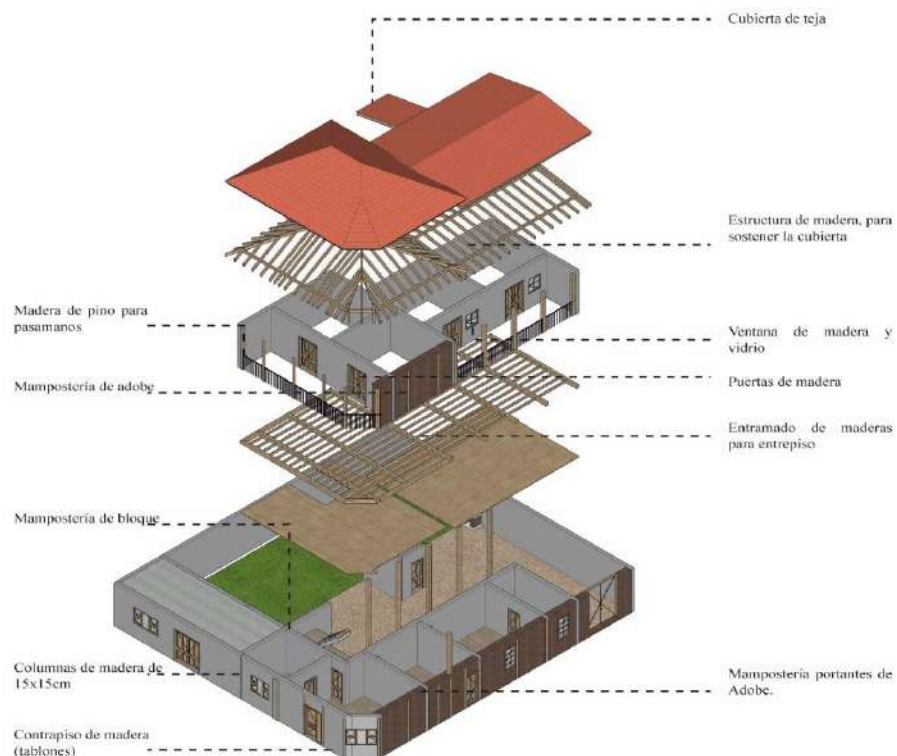 Cubierta de teja
Estructura de madera, para
sostener la cubierta
Madera de pino para
pasamanos
Ventana de madera y
vidrio
Mampostería de adobe
Puertas de madera
Entramado de maderas
para entrepiso
Mampostería de bloque
Columnas de madera de
15x15cm
Mampostería portantes de
Adobe.
Contrapiso de madera
(tablones)